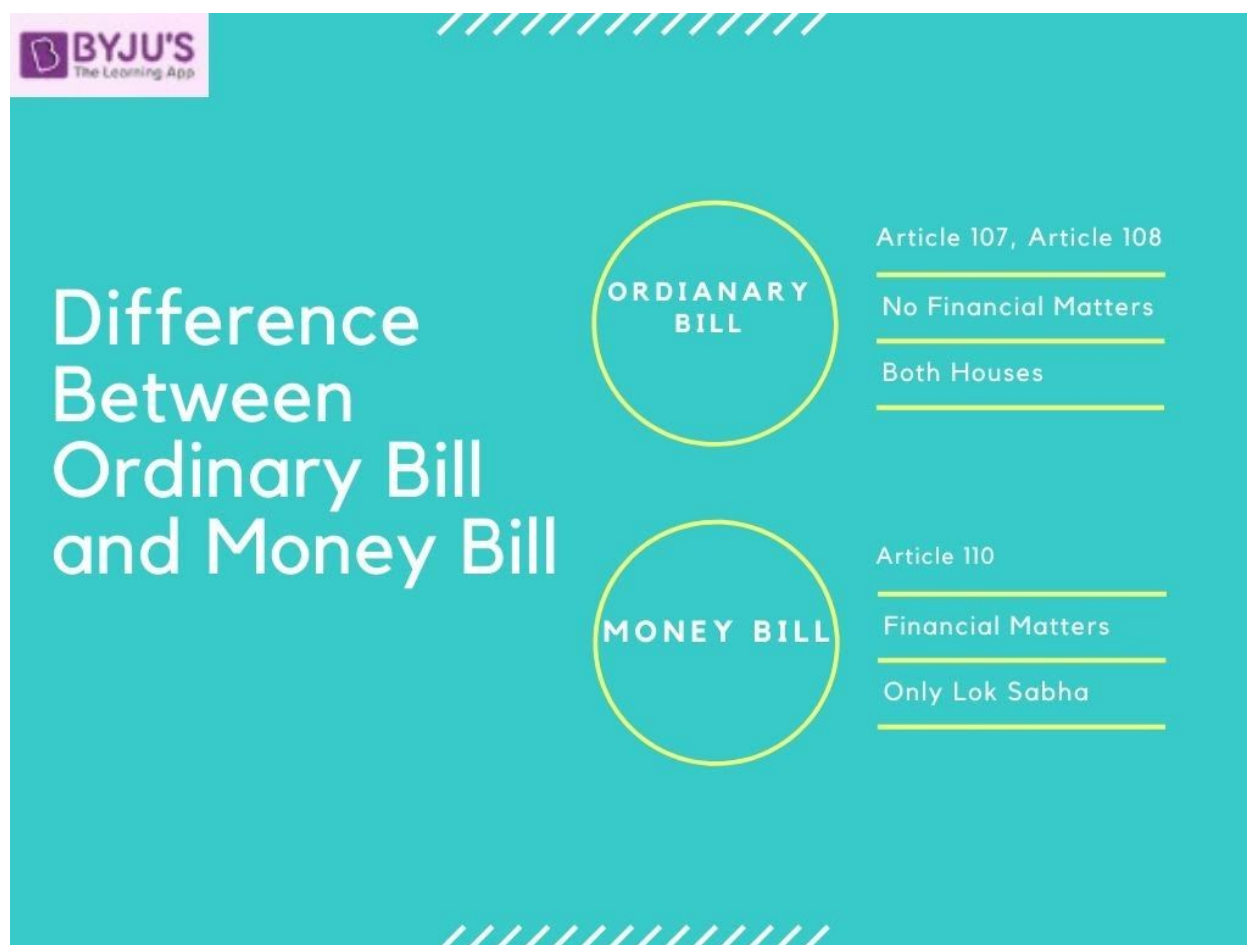 BYJU'S
The Learning App
Difference
Between
Ordinary Bill
and Money Bill
ORDIANARY
BILL
Article 107, Article 108
No Financial Matters
Both Houses
MONEY BILL
Article 110
Financial Matters
Only Lok Sabha